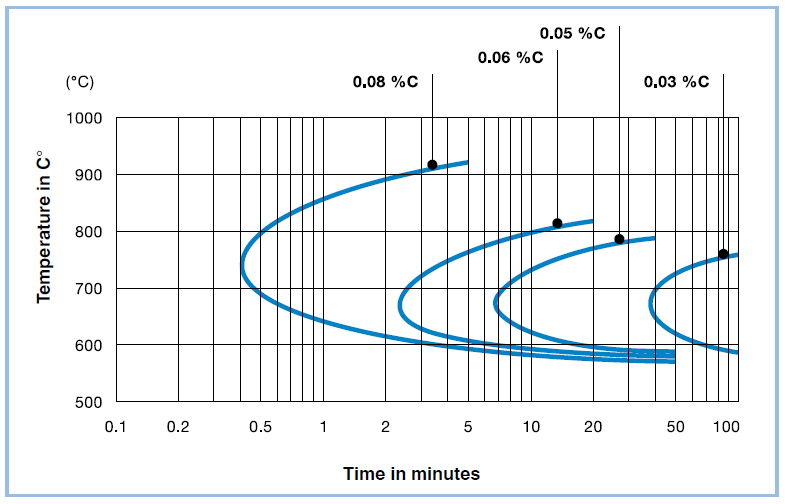 0.05 %C
0.06 %C
0.08 %C
0.03 %C
(°C)
1000
900
800
700
600
500
Temperature in C°
0.1 0.2 0.5 1 2 5 10 20 50 100
Time in minutes